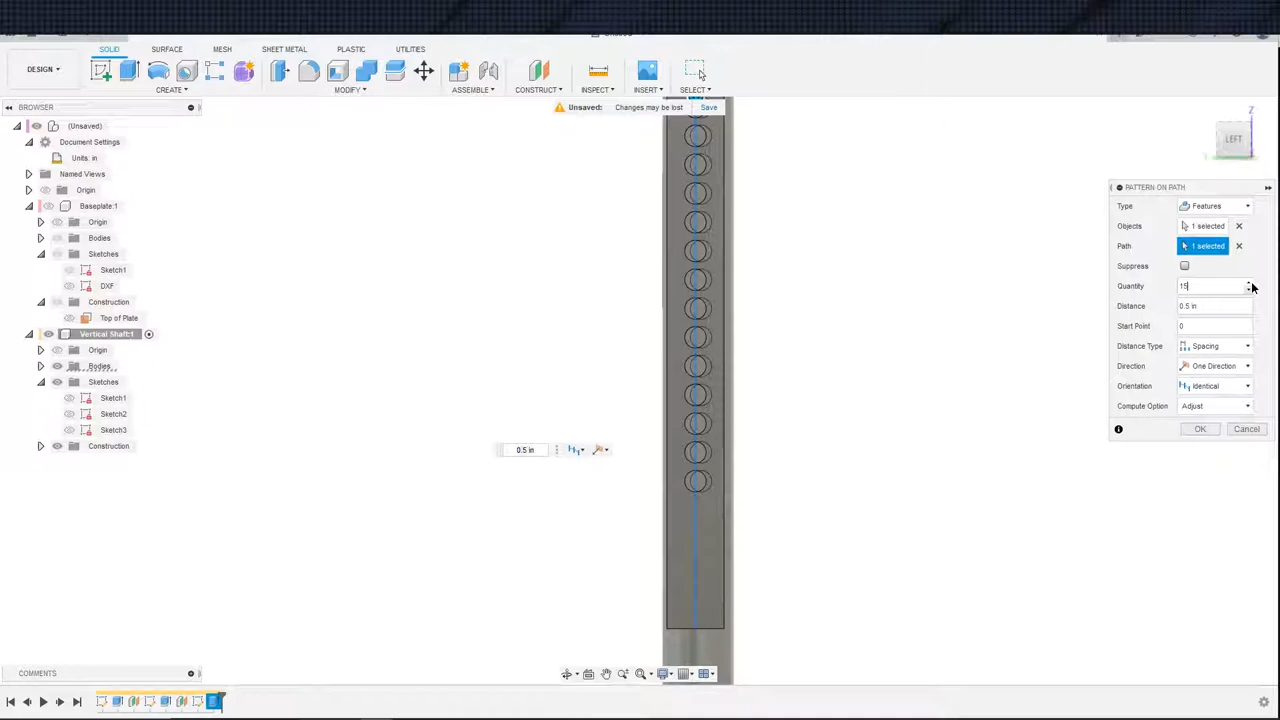 SOLID SURFACE MESH SHEET METAL PLASTIC UTILITIES
DESIGN
CREATE MODIFY ASSEMBLE CONSTRUCT INSPECT INSERT SELECT
BROWSER
Unsaved: Changes may be lost Save
(Unsaved)
Document Settings
Units: in
Named Views
Origin
Baseplate:1
Origin
Bodies
Sketches
Sketch1
DXF
Construction
Top of Plate
Vertical Shaft:1
Origin
Bodies
Sketches
Sketch1
Sketch2
Sketch3
Construction
Z
LEFT
PATTERN ON PATH
Type Features
Objects 1 selected
Path 1 selected
Suppress
Quantity 15
Distance 0.5 in
Start Point 0
Distance Type Spacing
Direction One Direction
Orientation Identical
Compute Option Adjust
OK Cancel
0.5 in
COMMENTS